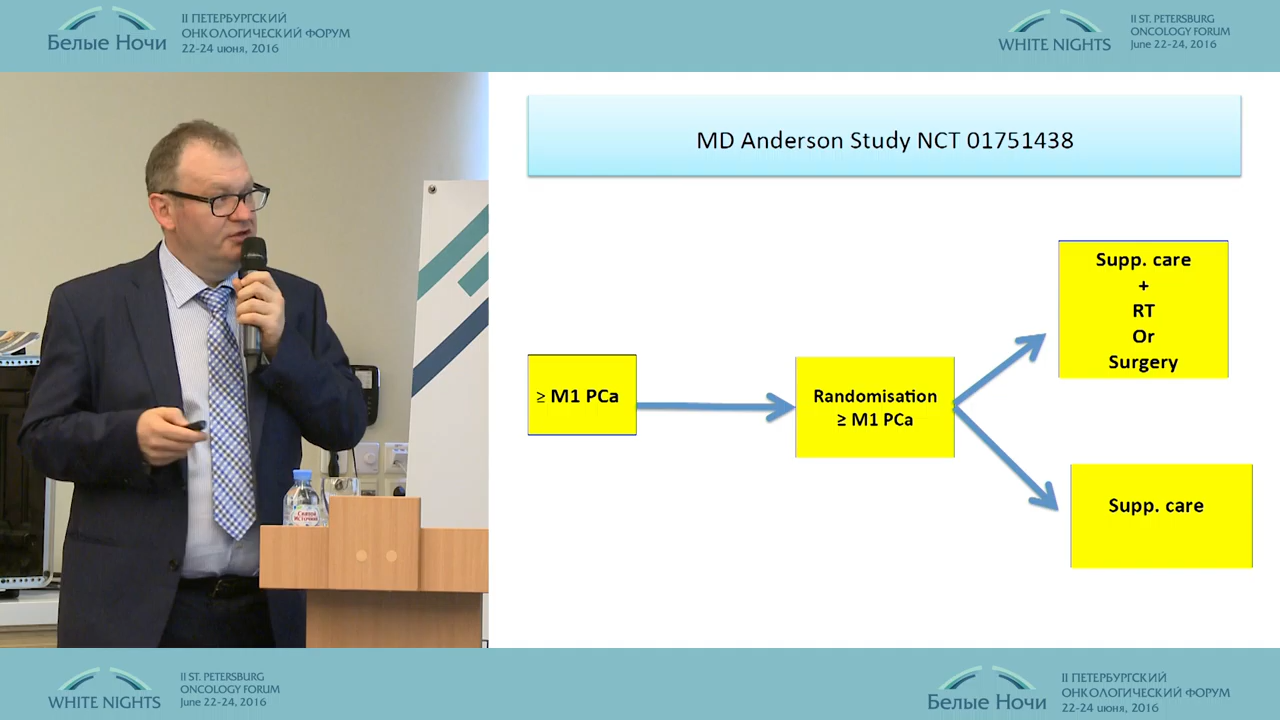 Белые Ночи
II ПЕТЕРБУРГСКИЙ
ОНКОЛОГИЧЕСКИЙ ФОРУМ
22-24 июня, 2016
WHITE NIGHTS
II ST. PETERSBURG
ONCOLOGY FORUM
June 22-24, 2016
MD Anderson Study NCT 01751438
≥ M1 PCa
Randomisation
≥ M1 PCa
Supp. care
+
RT
Or
Surgery
Supp. care
Святой
Источник
WHITE NIGHTS
II ST. PETERSBURG
ONCOLOGY FORUM
June 22-24, 2016
Белые Ночи
II ПЕТЕРБУРГСКИЙ
ОНКОЛОГИЧЕСКИЙ ФОРУМ
22-24 июня, 2016